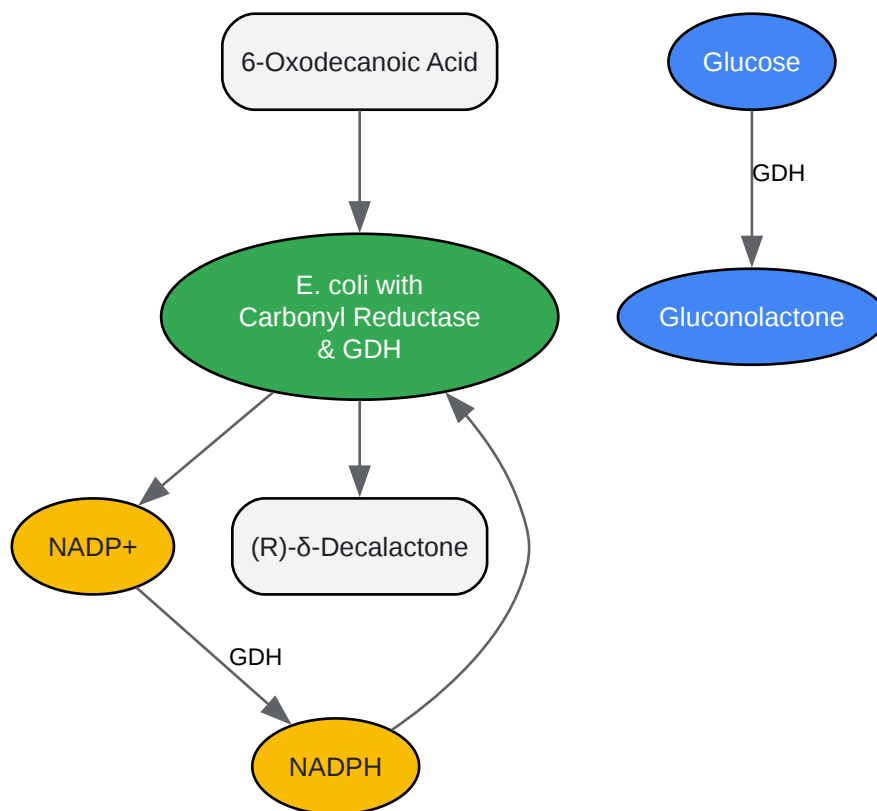 6-Oxodecanoic Acid
Glucose
GDH
E. coli with
Carbonyl Reductase
& GDH
Gluconolactone
NADP+
(R)-δ-Decalactone
GDH
NADPH